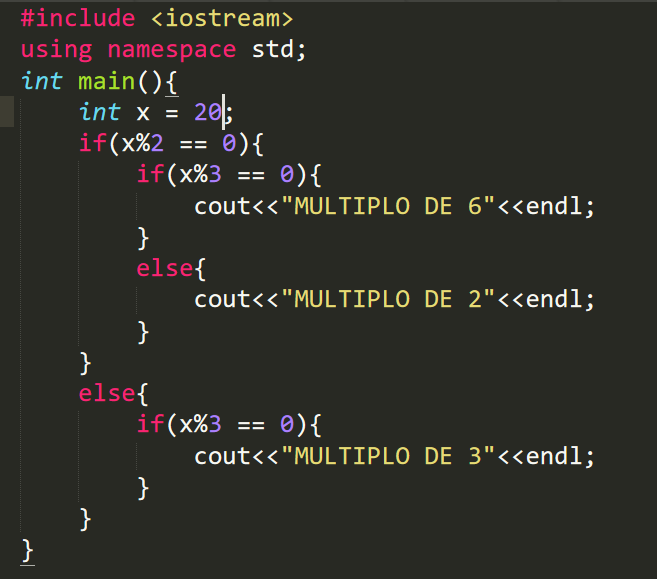 #include <iostream>
using namespace std;
int main(){
    int x = 20;
    if(x%2 == 0){
        if(x%3 == 0){
            cout<<"MULTIPLO DE 6"<<endl;
        }
        else{
            cout<<"MULTIPLO DE 2"<<endl;
        }
    }
    else{
        if(x%3 == 0){
            cout<<"MULTIPLO DE 3"<<endl;
        }
    }
}